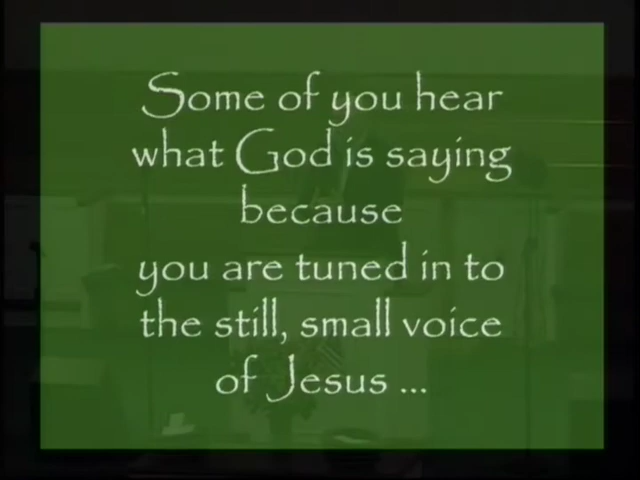 Some of you hear
what God is saying
because
you are tuned in to
the still, small voice
of Jesus ...